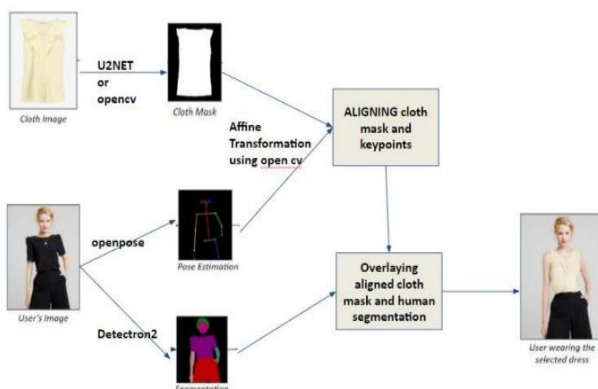 U2NET
or
opencv
Cloth Image
Cloth Mask
Affine
Transformation
using open cv
ALIGNING cloth
mask and
keypoints
openpose
Pose Estimation
User's Image
Detectron2
Segmentation
Overlaying
aligned cloth
mask and human
segmentation
User wearing the
selected dress